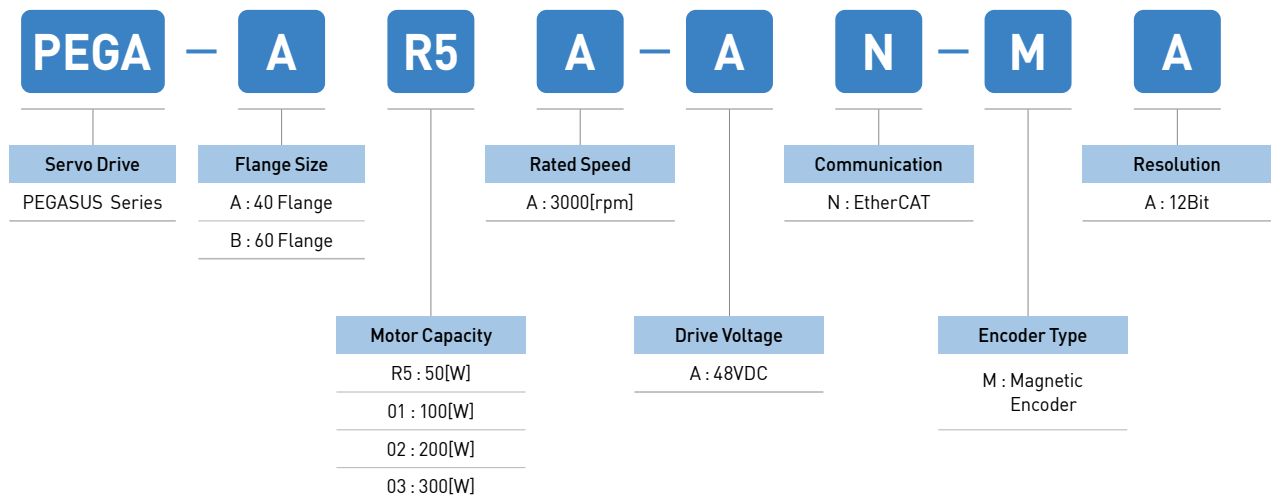 PEGA - A R5 A - A N - M A
Servo Drive
PEGASUS Series
Flange Size
A : 40 Flange
B : 60 Flange
Motor Capacity
R5 : 50[W]
01 : 100[W]
02 : 200[W]
03 : 300[W]
Rated Speed
A : 3000[rpm]
Drive Voltage
A : 48VDC
Communication
N : EtherCAT
Encoder Type
M : Magnetic
Encoder
Resolution
A : 12Bit